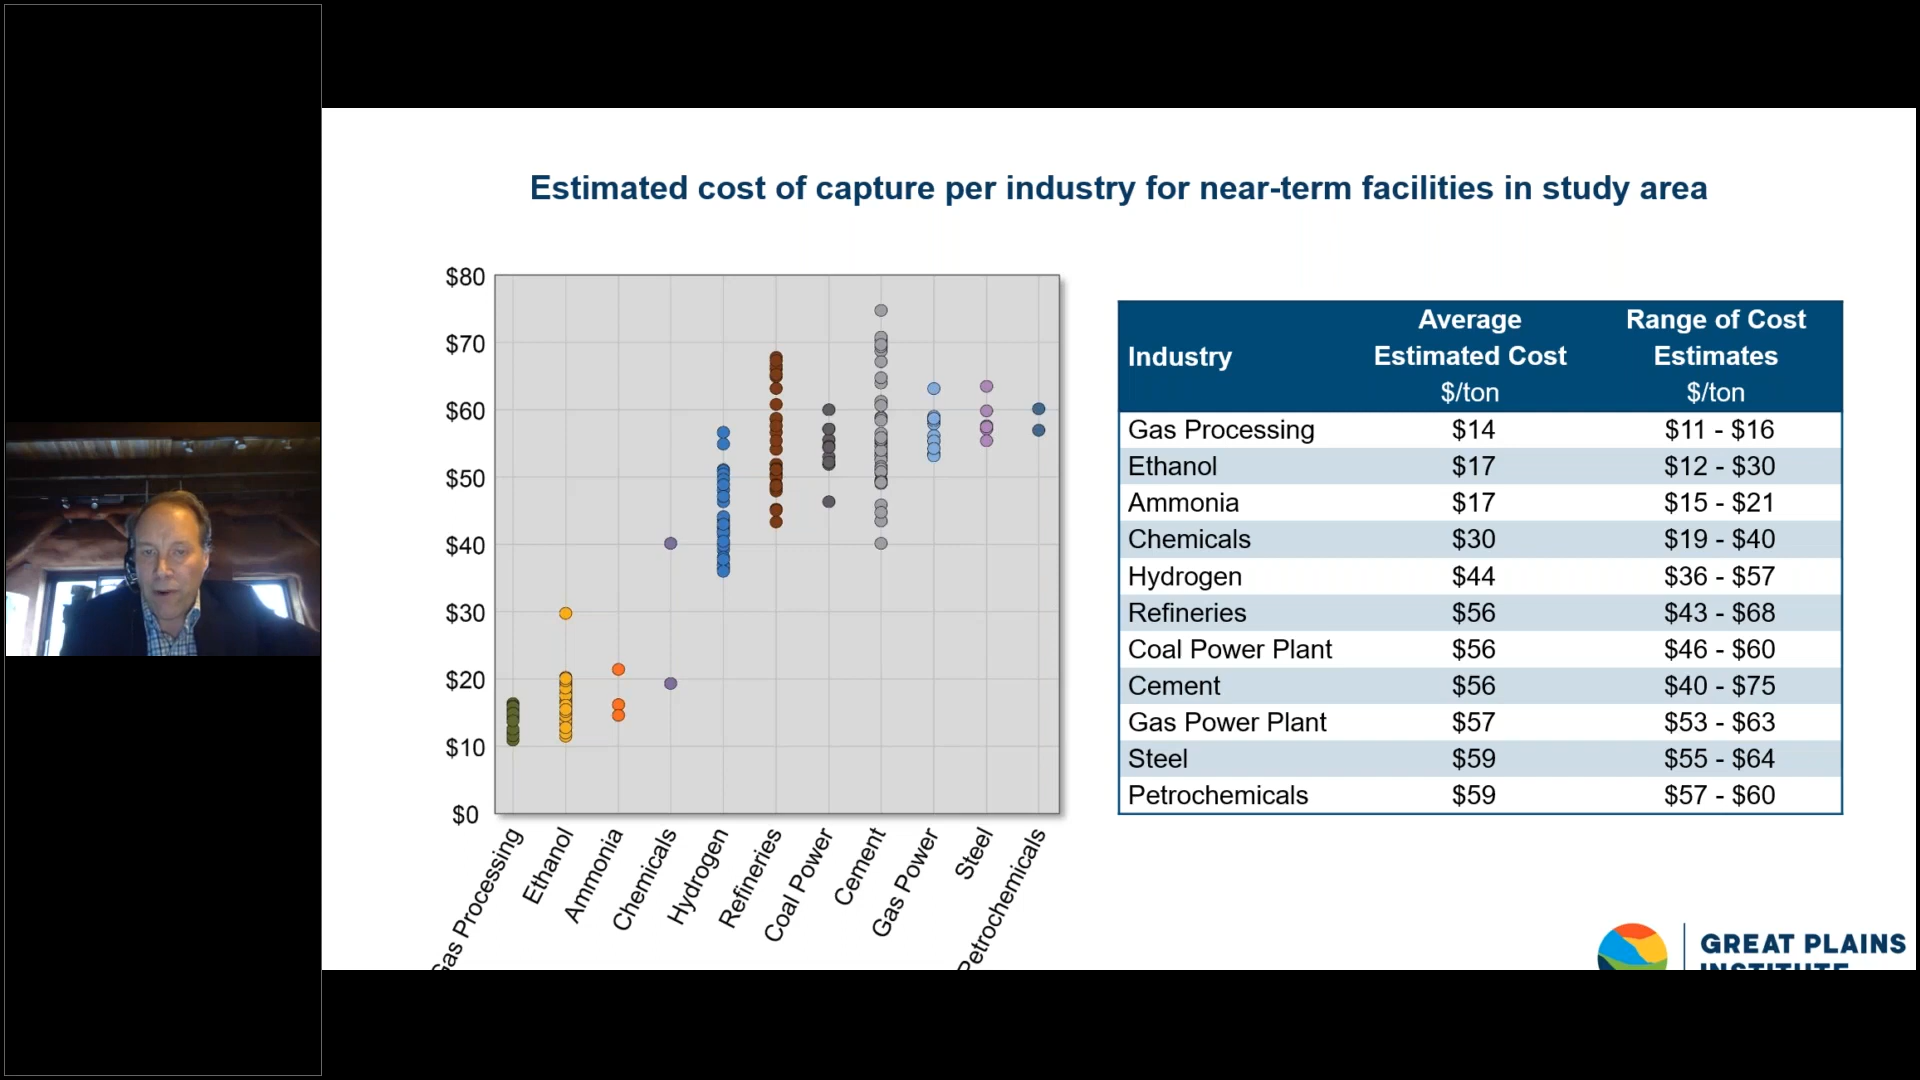 Estimated cost of capture per industry for near-term facilities in study area
$80
$70
$60
$50
$40
$30
$20
$10
$0
Gas Processing
Ethanol
Ammonia
Chemicals
Hydrogen
Refineries
Coal Power
Cement
Gas Power
Steel
Petrochemicals
Industry Average Estimated Cost $/ton Range of Cost Estimates $/ton
Gas Processing $14 $11 - $16
Ethanol $17 $12 - $30
Ammonia $17 $15 - $21
Chemicals $30 $19 - $40
Hydrogen $44 $36 - $57
Refineries $56 $43 - $68
Coal Power Plant $56 $46 - $60
Cement $56 $40 - $75
Gas Power Plant $57 $53 - $63
Steel $59 $55 - $64
Petrochemicals $59 $57 - $60
GREAT PLAINS
INSTITUTE